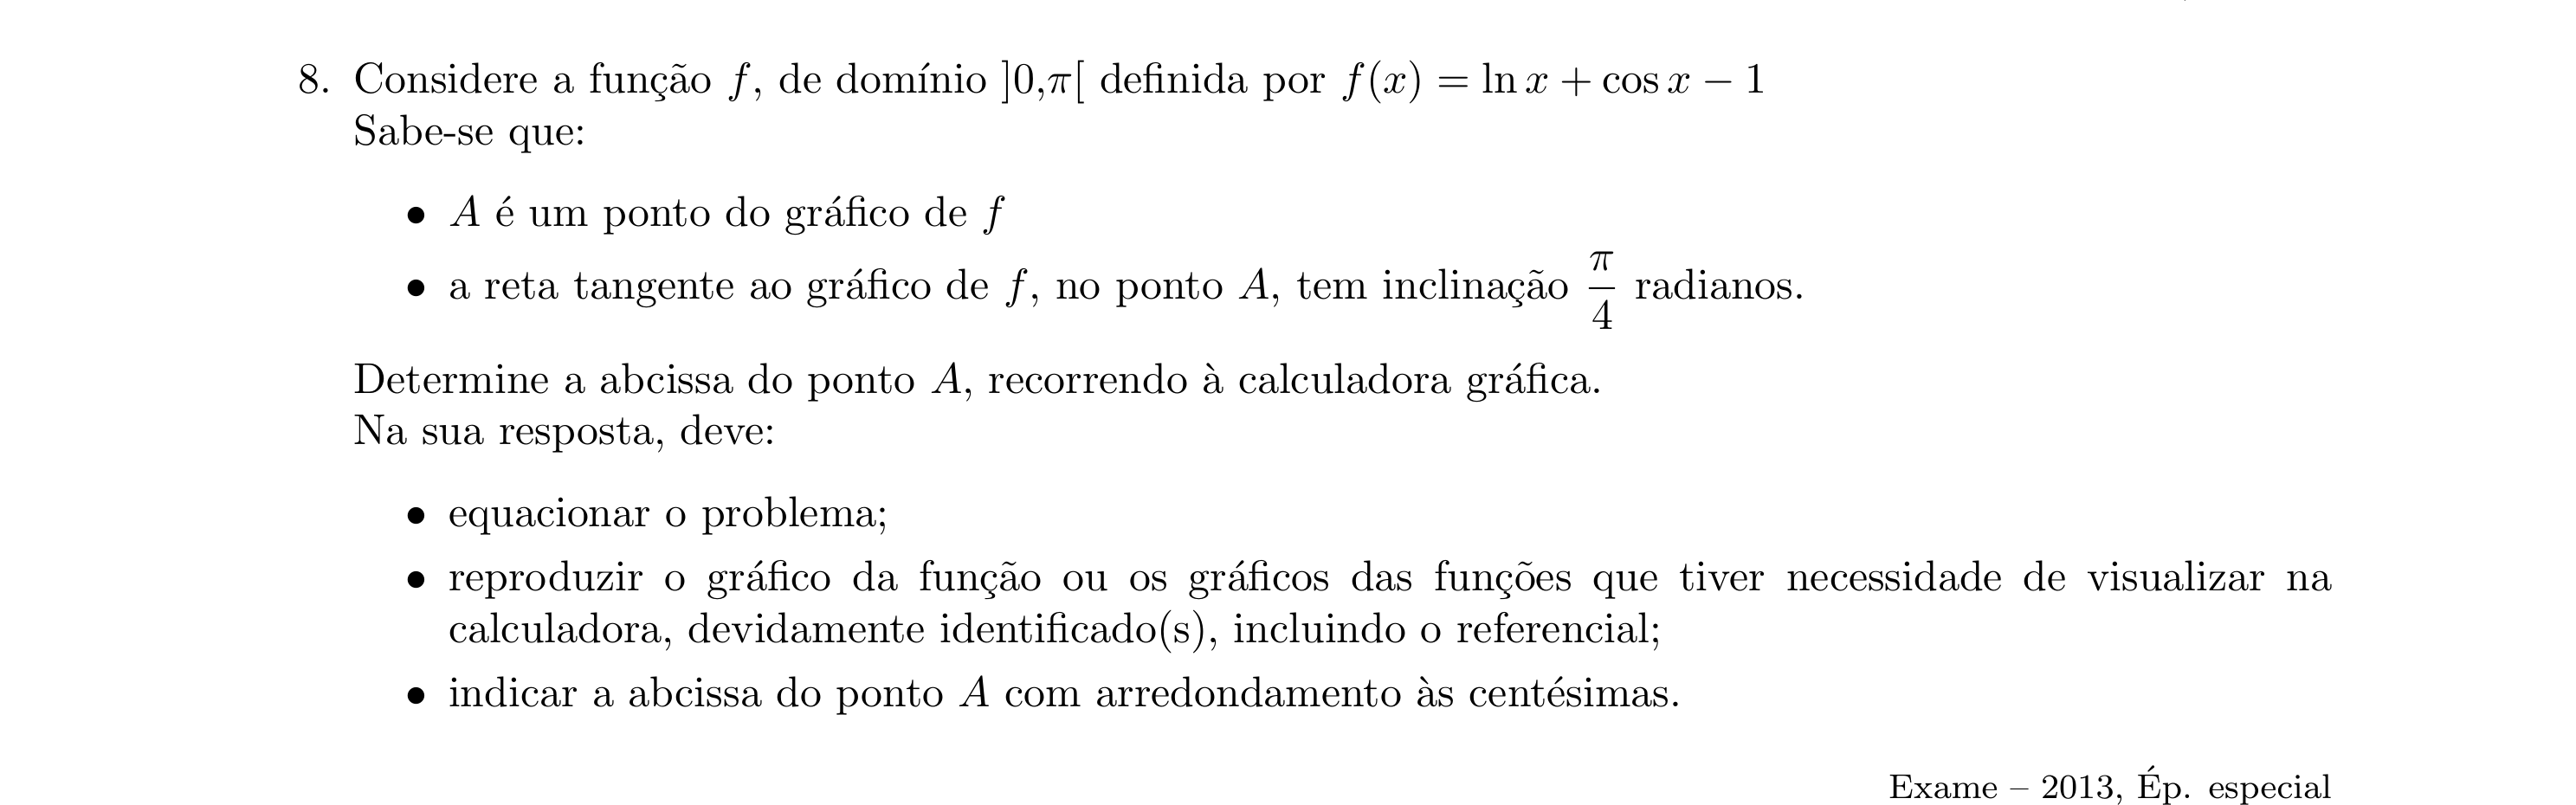 8. Considere a função f, de domínio ]0,π[ definida por f(x) = ln x + cos x − 1
Sabe-se que:
• A é um ponto do gráfico de f
• a reta tangente ao gráfico de f, no ponto A, tem inclinação π/4 radianos.
Determine a abcissa do ponto A, recorrendo à calculadora gráfica.
Na sua resposta, deve:
• equacionar o problema;
• reproduzir o gráfico da função ou os gráficos das funções que tiver necessidade de visualizar na
calculadora, devidamente identificado(s), incluindo o referencial;
• indicar a abcissa do ponto A com arredondamento às centésimas.
Exame – 2013, Ép. especial